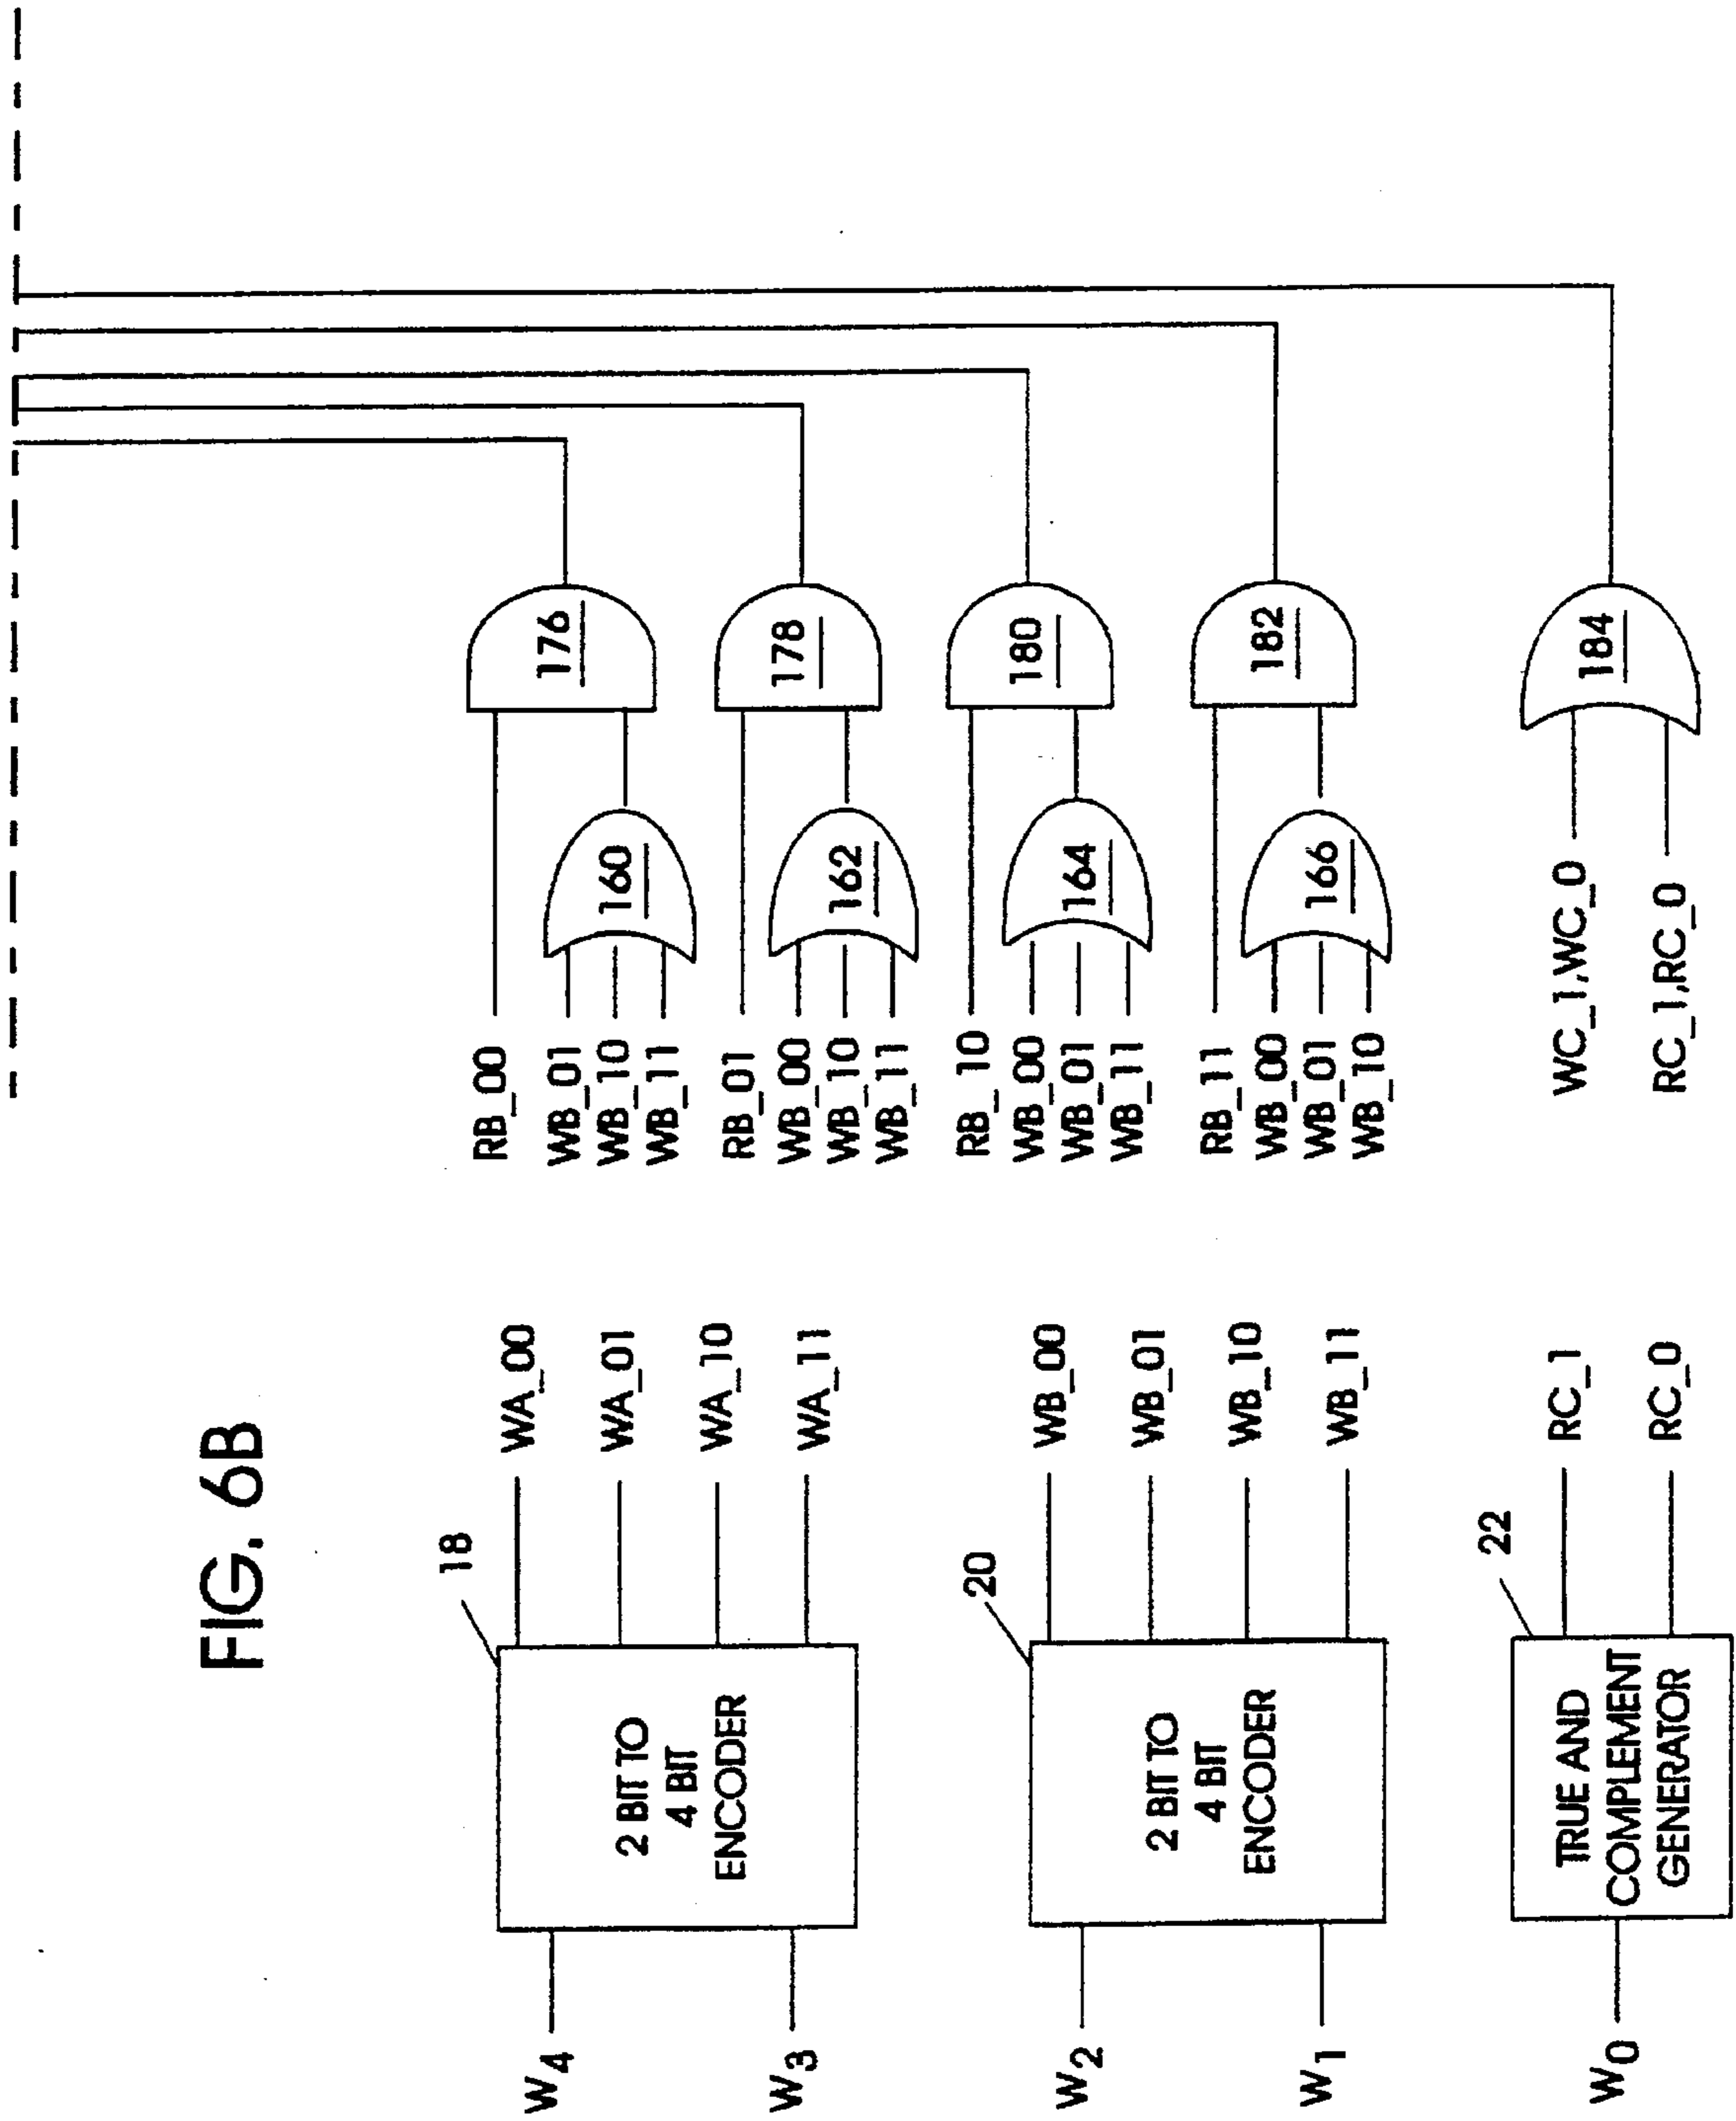 FIG. 6B
W4
W3
18
2 BIT TO
4 BIT
ENCODER
WA_00
WA_01
WA_10
WA_11
W2
W1
20
2 BIT TO
4 BIT
ENCODER
WB_00
WB_01
WB_10
WB_11
W0
22
TRUE AND
COMPLEMENT
GENERATOR
RC_1
RC_0
RB_00
WB_01
WB_10
WB_11
160
176
RB_01
WB_00
WB_10
WB_11
162
178
RB_10
WB_00
WB_01
WB_11
164
180
RB_11
WB_00
WB_01
WB_10
166
182
WC_1,WC_0
RC_1,RC_0
184